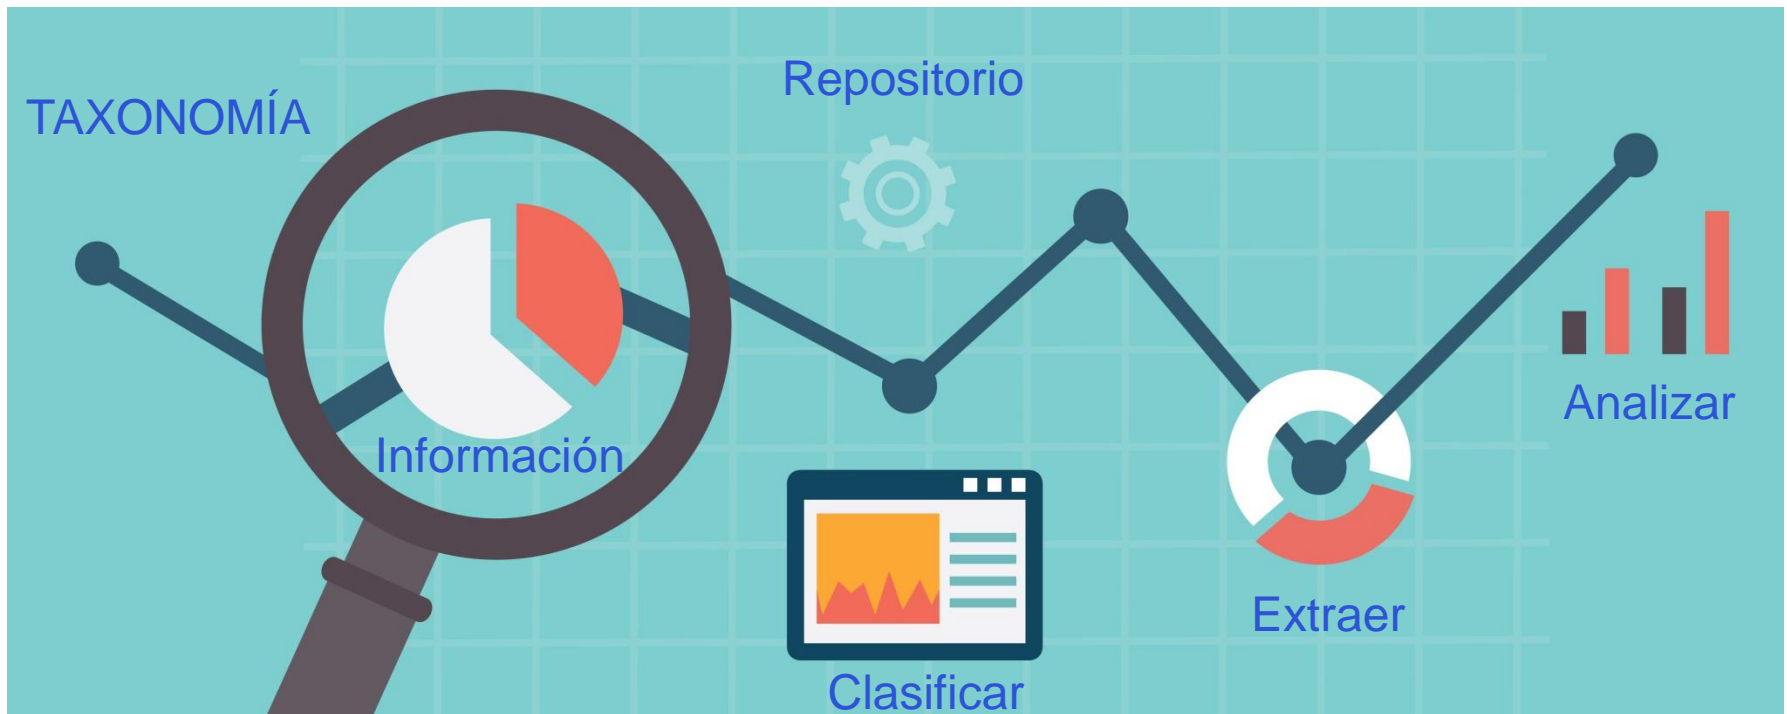 TAXONOMÍA
Repositorio
Información
Clasificar
Extraer
Analizar